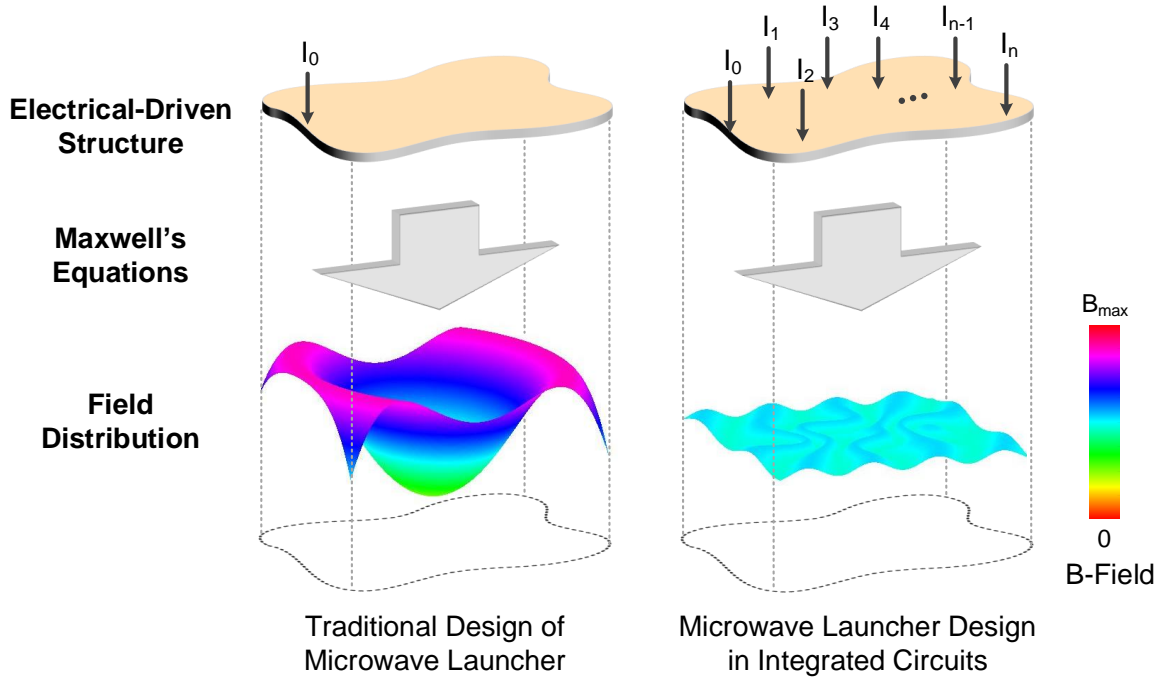 I₀
I₁
I₃
I₄
Iₙ₋₁
I₀
I₂
Iₙ
•••
Electrical-Driven
Structure
Maxwell’s
Equations
Bₘₐₓ
Field
Distribution
0
B-Field
Traditional Design of
Microwave Launcher
Microwave Launcher Design
in Integrated Circuits